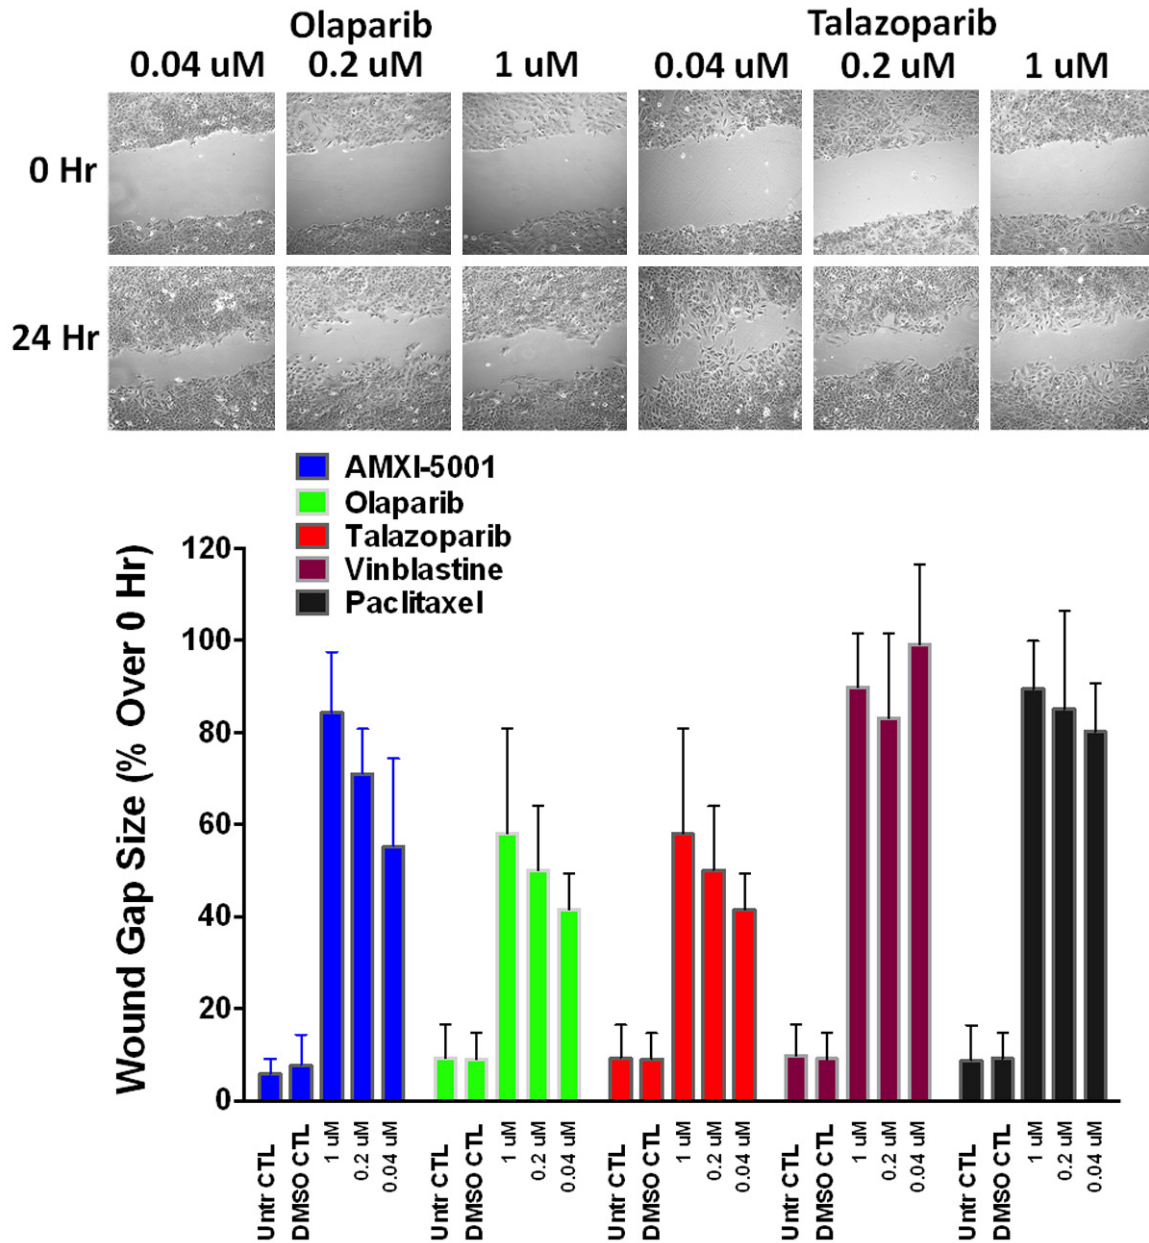 Olaparib Talazoparib
0.04 uM 0.2 uM 1 uM 0.04 uM 0.2 uM 1 uM
0 Hr
24 Hr
AMXI-5001
Olaparib
Talazoparib
Vinblastine
Paclitaxel
Wound Gap Size (% Over 0 Hr)
120
100
80
60
40
20
0
Untr CTL DMSO CTL 1 uM 0.2 uM 0.04 uM Untr CTL DMSO CTL 1 uM 0.2 uM 0.04 uM Untr CTL DMSO CTL 1 uM 0.2 uM 0.04 uM Untr CTL DMSO CTL 1 uM 0.2 uM 0.04 uM Untr CTL DMSO CTL 1 uM 0.2 uM 0.04 uM